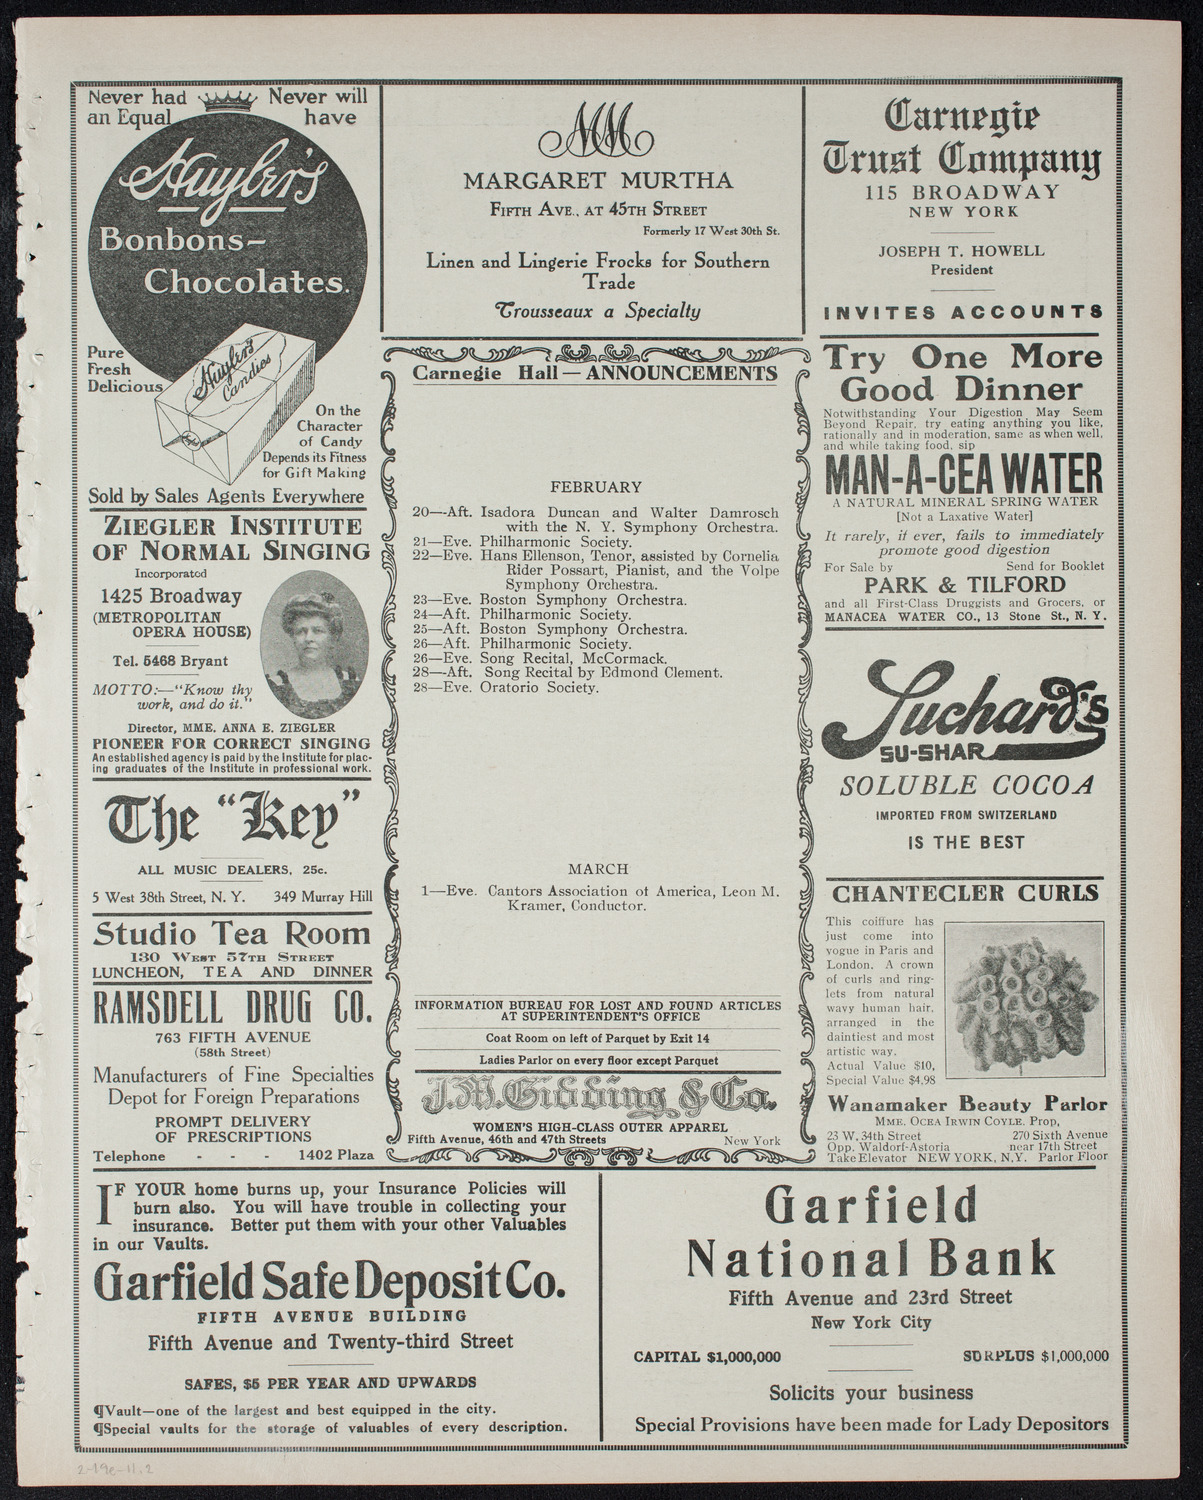 Never had
an Equal
Never will
have
Huyler's
Bonbons—
Chocolates.
Pure
Fresh
Delicious
Huyler's
Candies
On the
Character
of Candy
Depends its Fitness
for Gift Making
Sold by Sales Agents Everywhere
ZIEGLER INSTITUTE
OF NORMAL SINGING
Incorporated
1425 Broadway
(METROPOLITAN
OPERA HOUSE)
Tel. 5468 Bryant
MOTTO:—"Know thy
work, and do it."
Director, MME. ANNA E. ZIEGLER
PIONEER FOR CORRECT SINGING
An established agency is paid by the Institute for plac-
ing graduates of the Institute in professional work.
The "Key"
ALL MUSIC DEALERS, 25c.
5 West 38th Street, N. Y. 349 Murray Hill
Studio Tea Room
130 WEST 57TH STREET
LUNCHEON, TEA AND DINNER
RAMSDELL DRUG CO.
763 FIFTH AVENUE
(58th Street)
Manufacturers of Fine Specialties
Depot for Foreign Preparations
PROMPT DELIVERY
OF PRESCRIPTIONS
Telephone - - - 1402 Plaza
MM
MARGARET MURTHA
FIFTH AVE., AT 45TH STREET
Formerly 17 West 30th St.
Linen and Lingerie Frocks for Southern
Trade
Trousseaux a Specialty
Carnegie Hall—ANNOUNCEMENTS
FEBRUARY
20—-Aft. Isadora Duncan and Walter Damrosch
with the N. Y. Symphony Orchestra.
21—Eve. Philharmonic Society.
22—Eve. Hans Ellenson, Tenor, assisted by Cornelia
Rider Possart, Pianist, and the Volpe
Symphony Orchestra.
23—Eve. Boston Symphony Orchestra.
24—Aft. Philharmonic Society.
25—Aft. Boston Symphony Orchestra.
26—Aft. Philharmonic Society.
26—Eve. Song Recital, McCormack.
28—Aft. Song Recital by Edmond Clement.
28—Eve. Oratorio Society.
MARCH
1—Eve. Cantors Association of America, Leon M.
Kramer, Conductor.
INFORMATION BUREAU FOR LOST AND FOUND ARTICLES
AT SUPERINTENDENT'S OFFICE
Coat Room on left of Parquet by Exit 14
Ladies Parlor on every floor except Parquet
J.M. Gidding & Co.
WOMEN'S HIGH-CLASS OUTER APPAREL
Fifth Avenue, 46th and 47th Streets New York
Carnegie
Trust Company
115 BROADWAY
NEW YORK
JOSEPH T. HOWELL
President
INVITES ACCOUNTS
Try One More
Good Dinner
Notwithstanding Your Digestion May Seem
Beyond Repair, try eating anything you like,
rationally and in moderation, same as when well,
and while taking food, sip
MAN-A-CEA WATER
A NATURAL MINERAL SPRING WATER
[Not a Laxative Water]
It rarely, if ever, fails to immediately
promote good digestion
For Sale by Send for Booklet
PARK & TILFORD
and all First-Class Druggists and Grocers, or
MANACEA WATER CO., 13 Stone St., N. Y.
Suchard's
SU-SHAR
SOLUBLE COCOA
IMPORTED FROM SWITZERLAND
IS THE BEST
CHANTECLER CURLS
This coiffure has
just come into
vogue in Paris and
London. A crown
of curls and ring-
lets from natural
wavy human hair,
arranged in the
daintiest and most
artistic way.
Actual Value $10,
Special Value $4.98
Wanamaker Beauty Parlor
MME. OCEA IRWIN COYLE, Prop,
23 W. 34th Street 270 Sixth Avenue
Opp. Waldorf-Astoria near 17th Street
Take Elevator NEW YORK, N.Y. Parlor Floor
IF YOUR home burns up, your Insurance Policies will
burn also. You will have trouble in collecting your
insurance. Better put them with your other Valuables
in our Vaults.
Garfield Safe Deposit Co.
FIFTH AVENUE BUILDING
Fifth Avenue and Twenty-third Street
SAFES, $5 PER YEAR AND UPWARDS
¶Vault—one of the largest and best equipped in the city.
¶Special vaults for the storage of valuables of every description.
Garfield
National Bank
Fifth Avenue and 23rd Street
New York City
CAPITAL $1,000,000 SURPLUS $1,000,000
Solicits your business
Special Provisions have been made for Lady Depositors